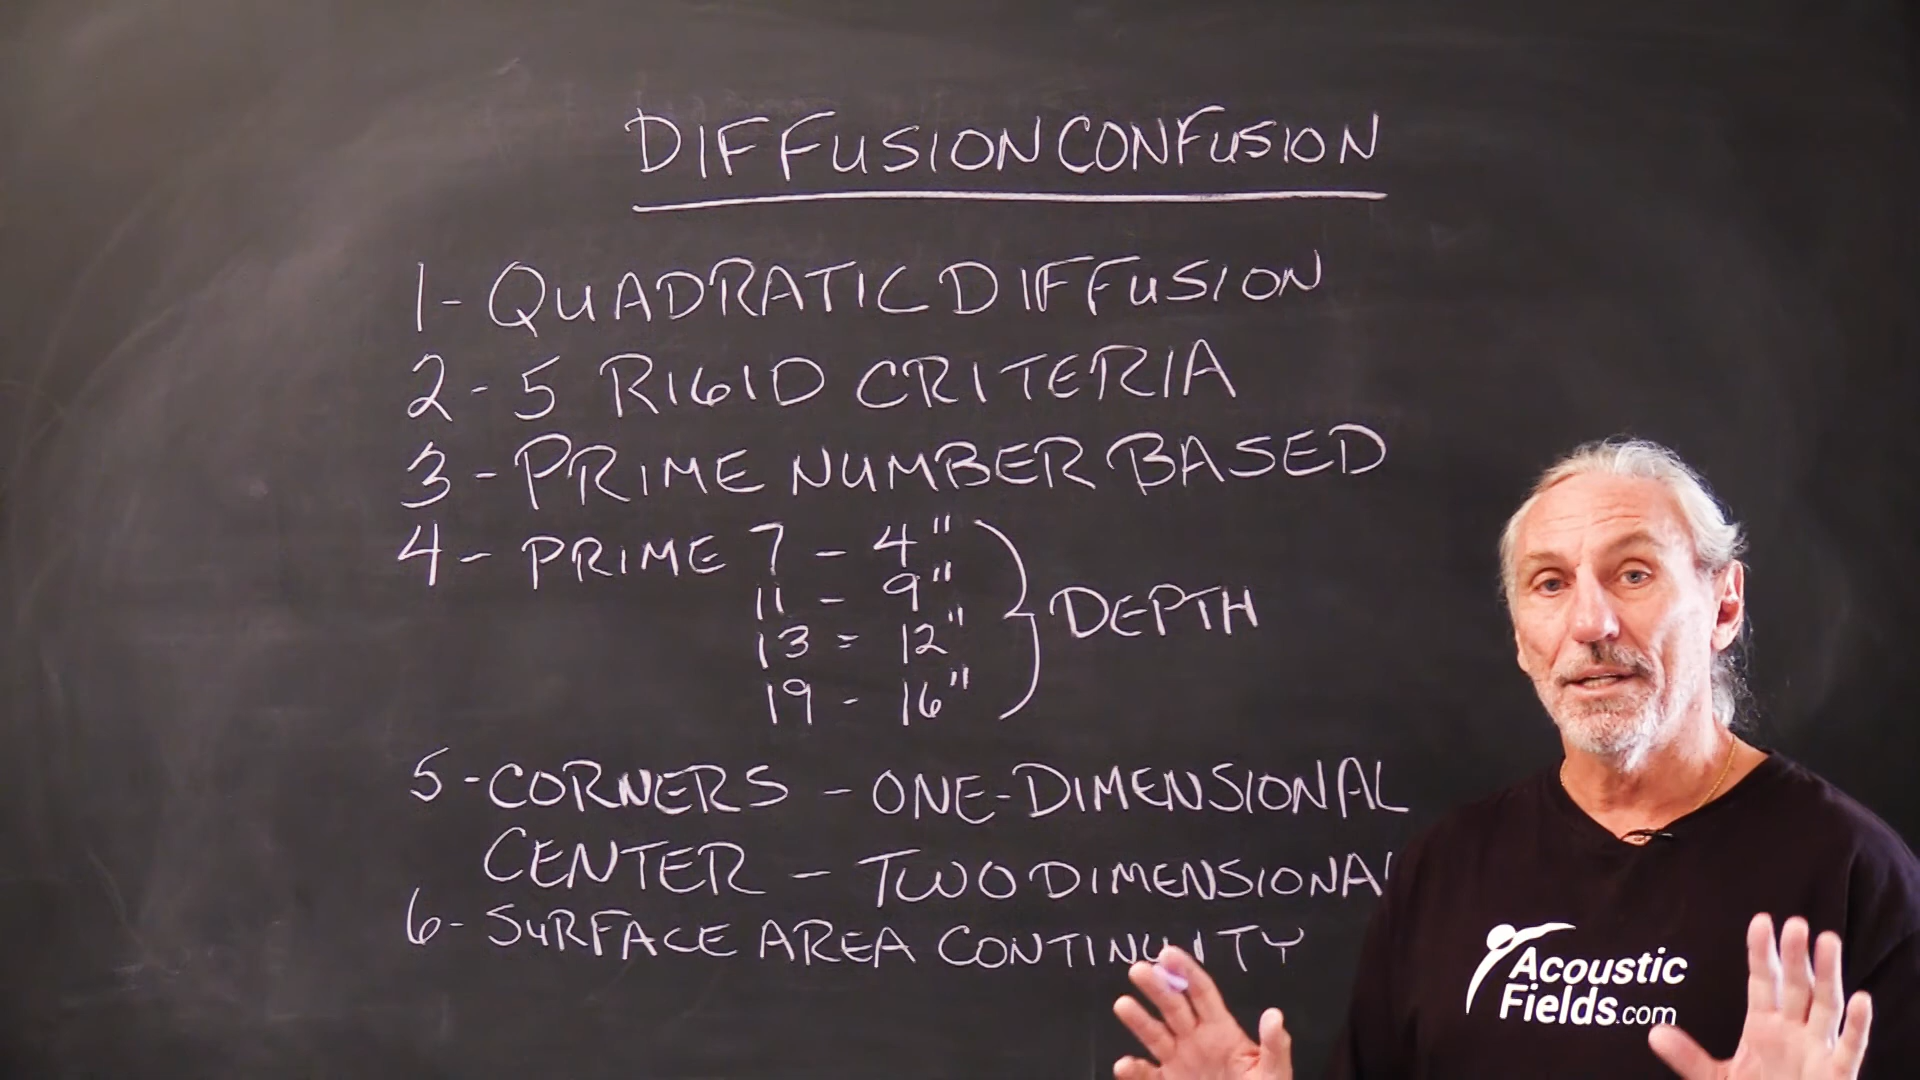 DIFFUSION CONFUSION
1- QUADRATIC DIFFUSION
2- 5 RIGID CRITERIA
3- PRIME NUMBER BASED
4- PRIME 7 - 4"
11 - 9"
13 = 12"
19 - 16"
DEPTH
5- CORNERS - ONE-DIMENSIONAL
CENTER - TWO DIMENSIONAL
6- SURFACE AREA CONTINUITY
Acoustic
Fields.com